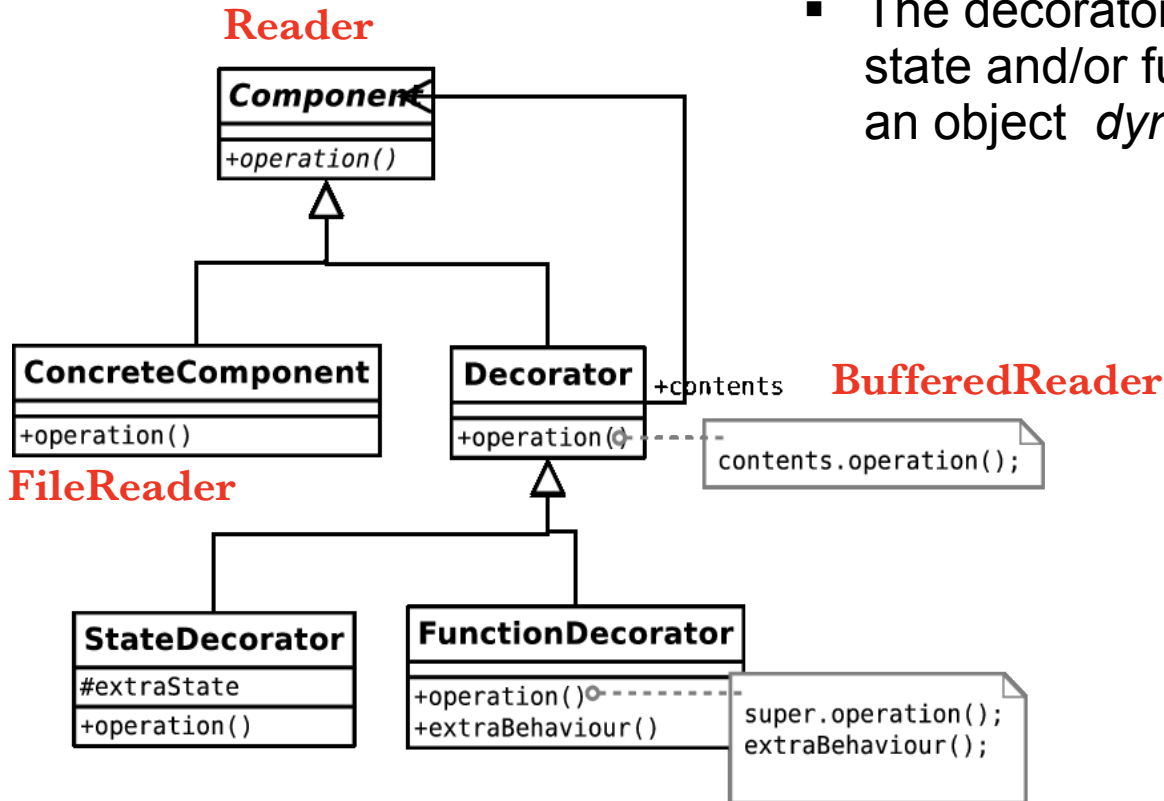 Reader
▪ The decorator
state and/or fu
an object dyr
Component
+operation()
ConcreteComponent
+operation()
FileReader
Decorator
+operation()
+contents
BufferedReader
contents.operation();
StateDecorator
#extraState
+operation()
FunctionDecorator
+operation()
+extraBehaviour()
super.operation();
extraBehaviour();